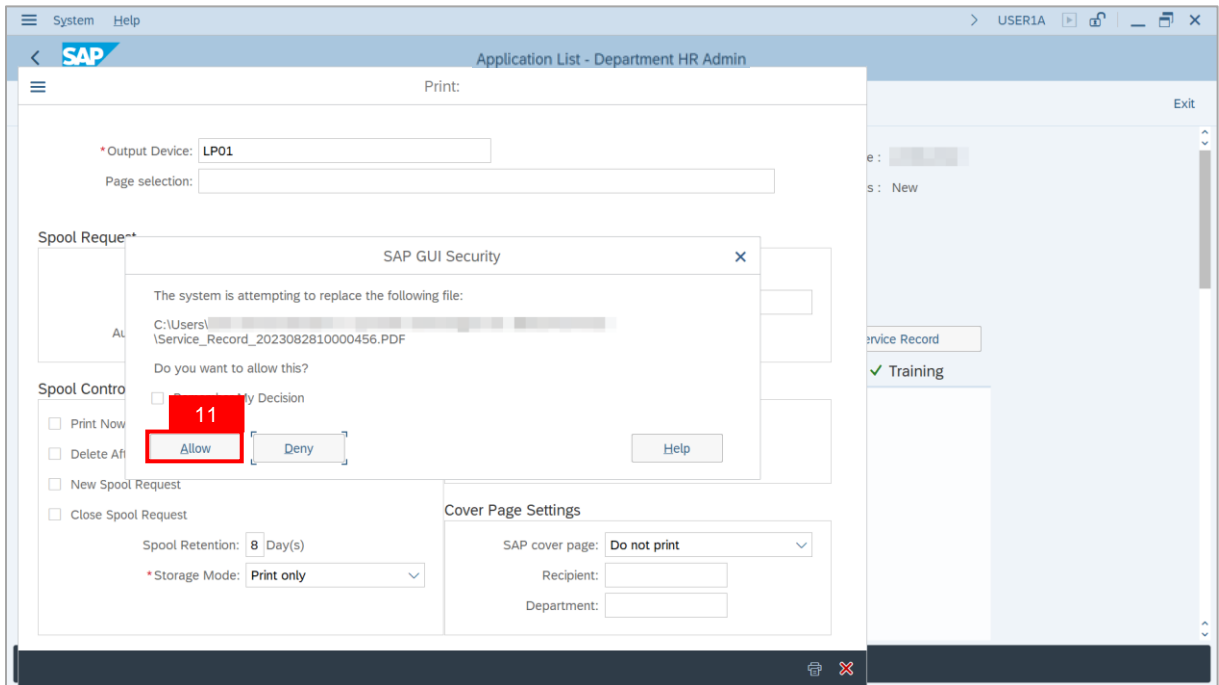 System Help USER1A
SAP Application List - Department HR Admin
Print:
Exit
*Output Device: LP01
e :
Page selection:
s : New
Spool Request
SAP GUI Security
The system is attempting to replace the following file:
C:\Users\
\Service_Record_2023082810000456.PDF
Au
ervice Record
Do you want to allow this?
Training
Spool Contro
My Decision
11
Print Now
Allow Deny Help
Delete Aft
New Spool Request
Close Spool Request
Cover Page Settings
Spool Retention: 8 Day(s)
SAP cover page: Do not print
*Storage Mode: Print only
Recipient:
Department: